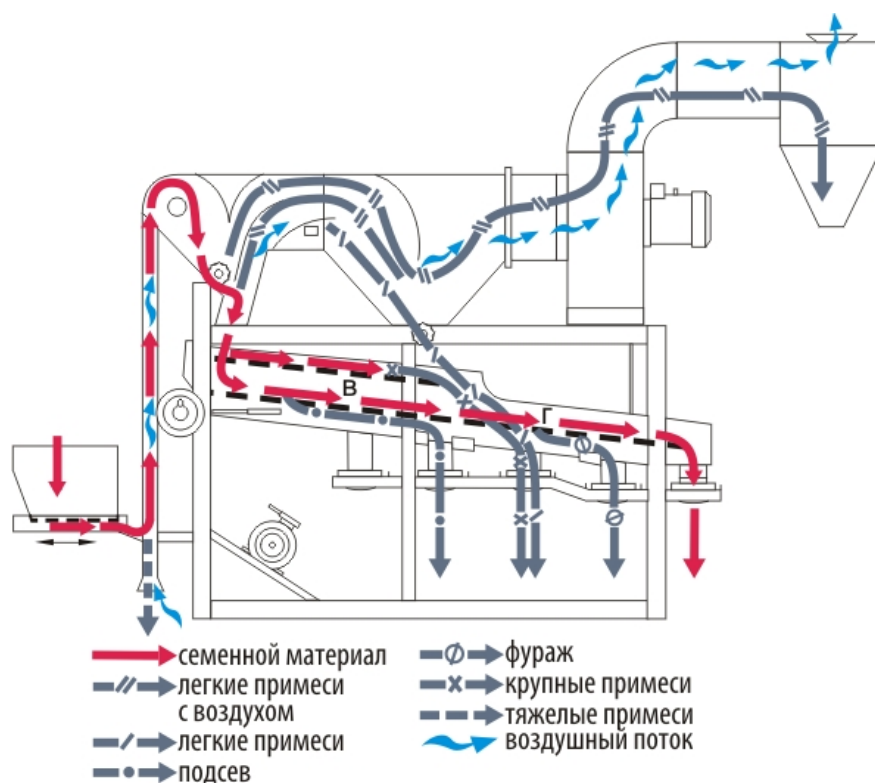 В
Г
семенной материал
легкие примеси
с воздухом
легкие примеси
подсев
фураж
крупные примеси
тяжелые примеси
воздушный поток